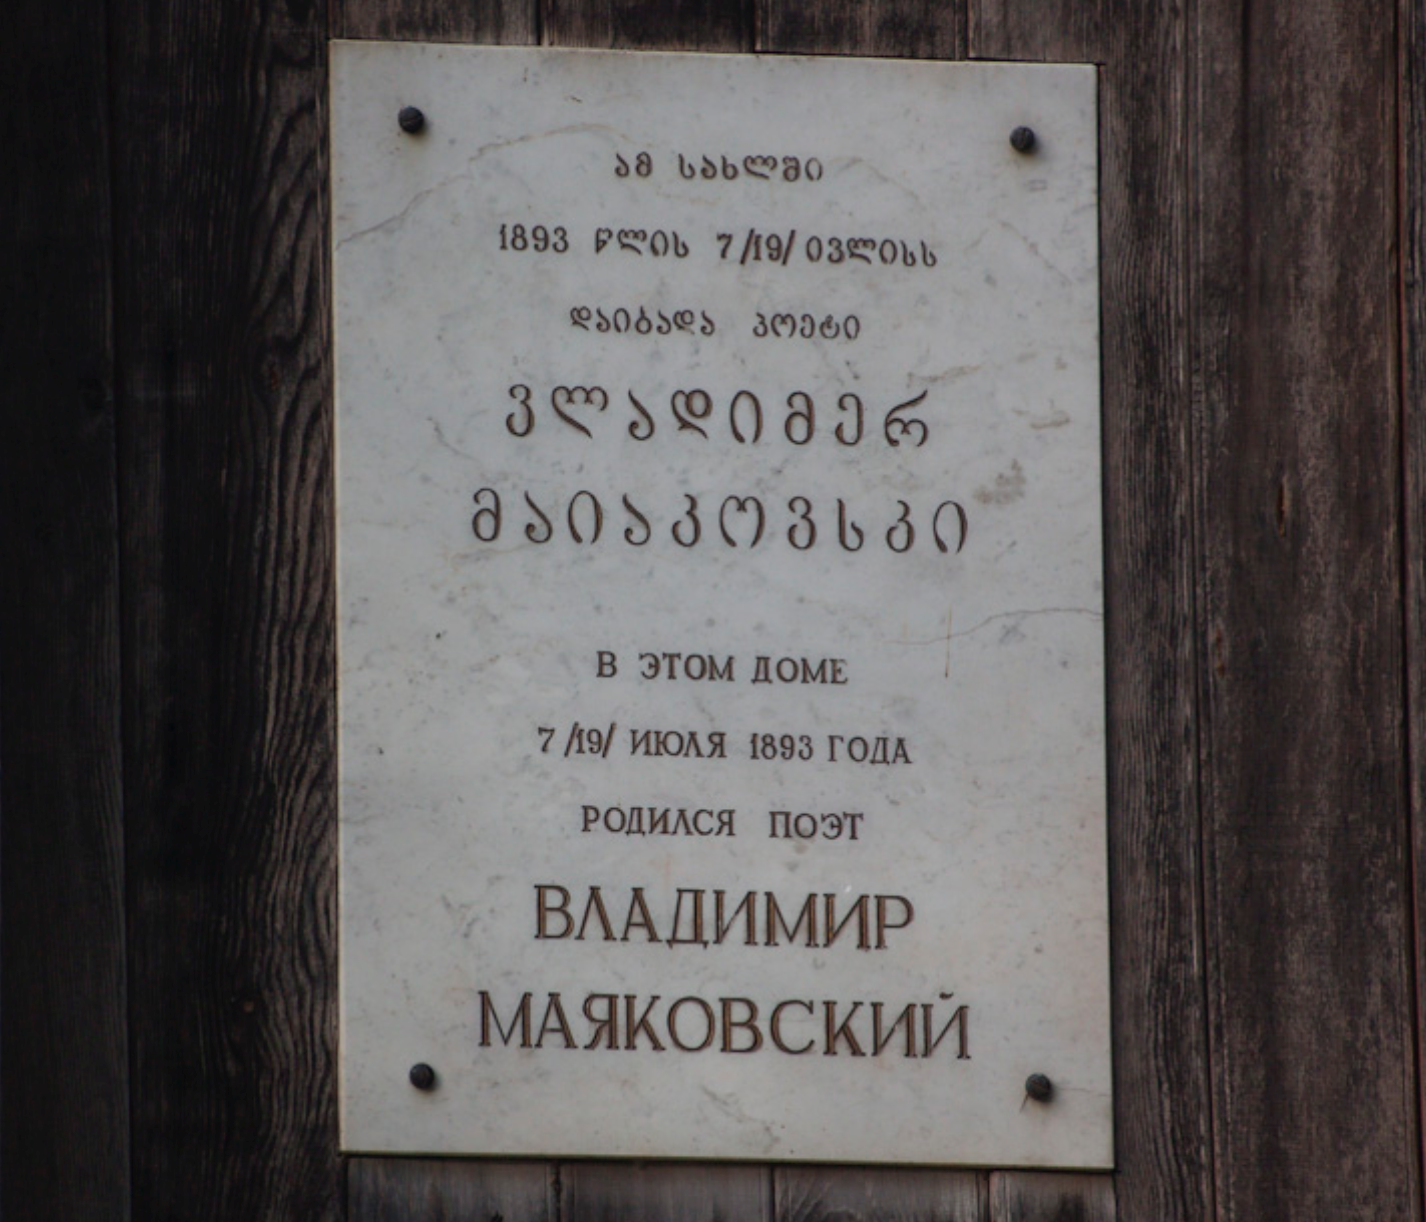 ამ სახლში
1893 წლის 7/19/ ივლისს
დაიბადა პოეტი
ვლადიმერ
მაიაკოვსკი
В ЭТОМ ДОМЕ
7/19/ ИЮЛЯ 1893 ГОДА
РОДИЛСЯ ПОЭТ
ВЛАДИМИР
МАЯКОВСКИЙ